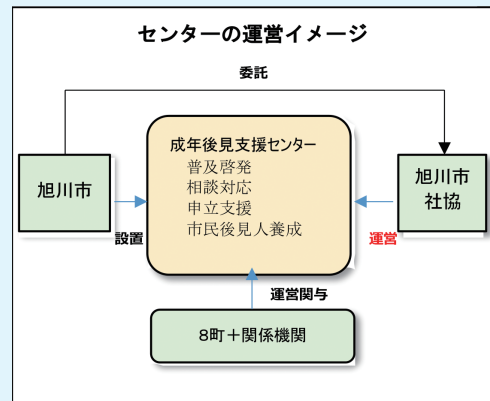 センターの運営イメージ
委託
成年後見支援センター
普及啓発
相談対応
申立支援
市民後見人養成
旭川市
設置
旭川市
社協
運営
運営関与
8町＋関係機関